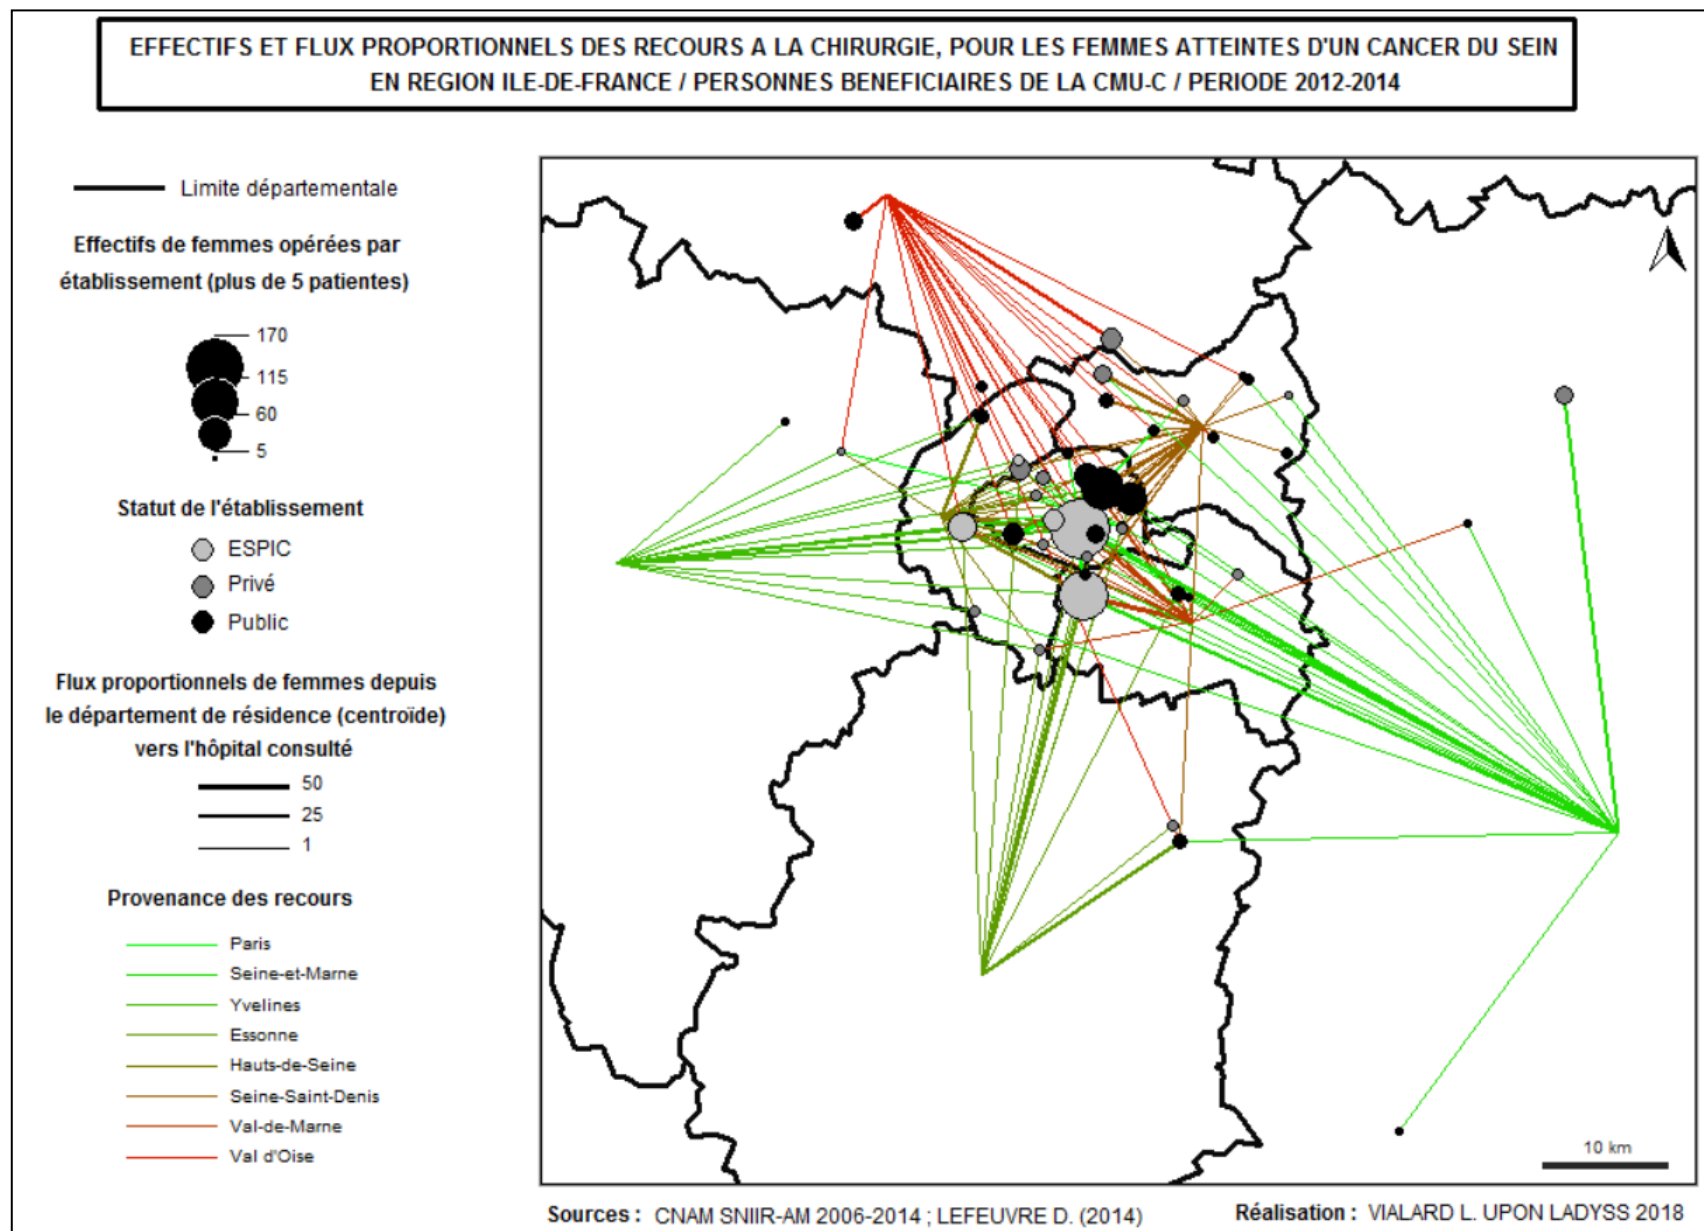 EFFECTIFS ET FLUX PROPORTIONNELS DES RECOURS A LA CHIRURGIE, POUR LES FEMMES ATTEINTES D'UN CANCER DU SEIN
EN REGION ILE-DE-FRANCE / PERSONNES BENEFICIAIRES DE LA CMU-C / PERIODE 2012-2014
Limite départementale
Effectifs de femmes opérées par
établissement (plus de 5 patientes)
170
115
60
5
Statut de l'établissement
ESPIC
Privé
Public
Flux proportionnels de femmes depuis
le département de résidence (centroïde)
vers l'hôpital consulté
50
25
1
Provenance des recours
Paris
Seine-et-Marne
Yvelines
Essonne
Hauts-de-Seine
Seine-Saint-Denis
Val-de-Marne
Val d'Oise
10 km
Sources : CNAM SNIIR-AM 2006-2014 ; LEFEUVRE D. (2014)
Réalisation : VIALARD L. UPON LADYSS 2018